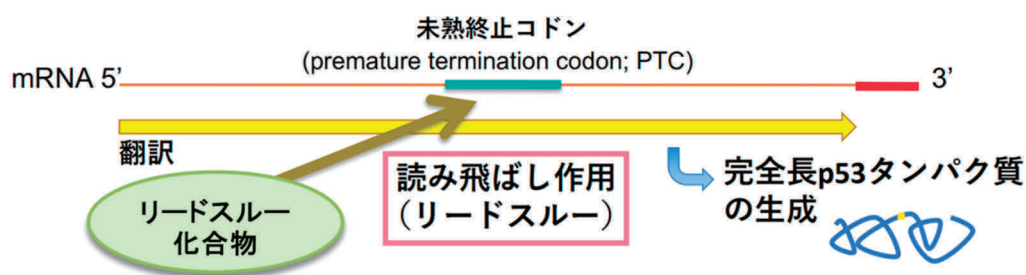 未熟終止コドン
(premature termination codon; PTC)
mRNA 5’
3’
翻訳
リードスルー
化合物
読み飛ばし作用
（リードスルー）
完全長p53タンパク質
の生成